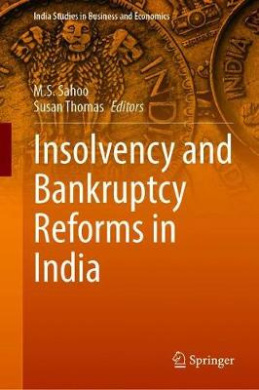 India Studies in Business and Economics
M.S. Sahoo
Susan Thomas Editors
Insolvency and
Bankruptcy
Reforms in
India
Springer